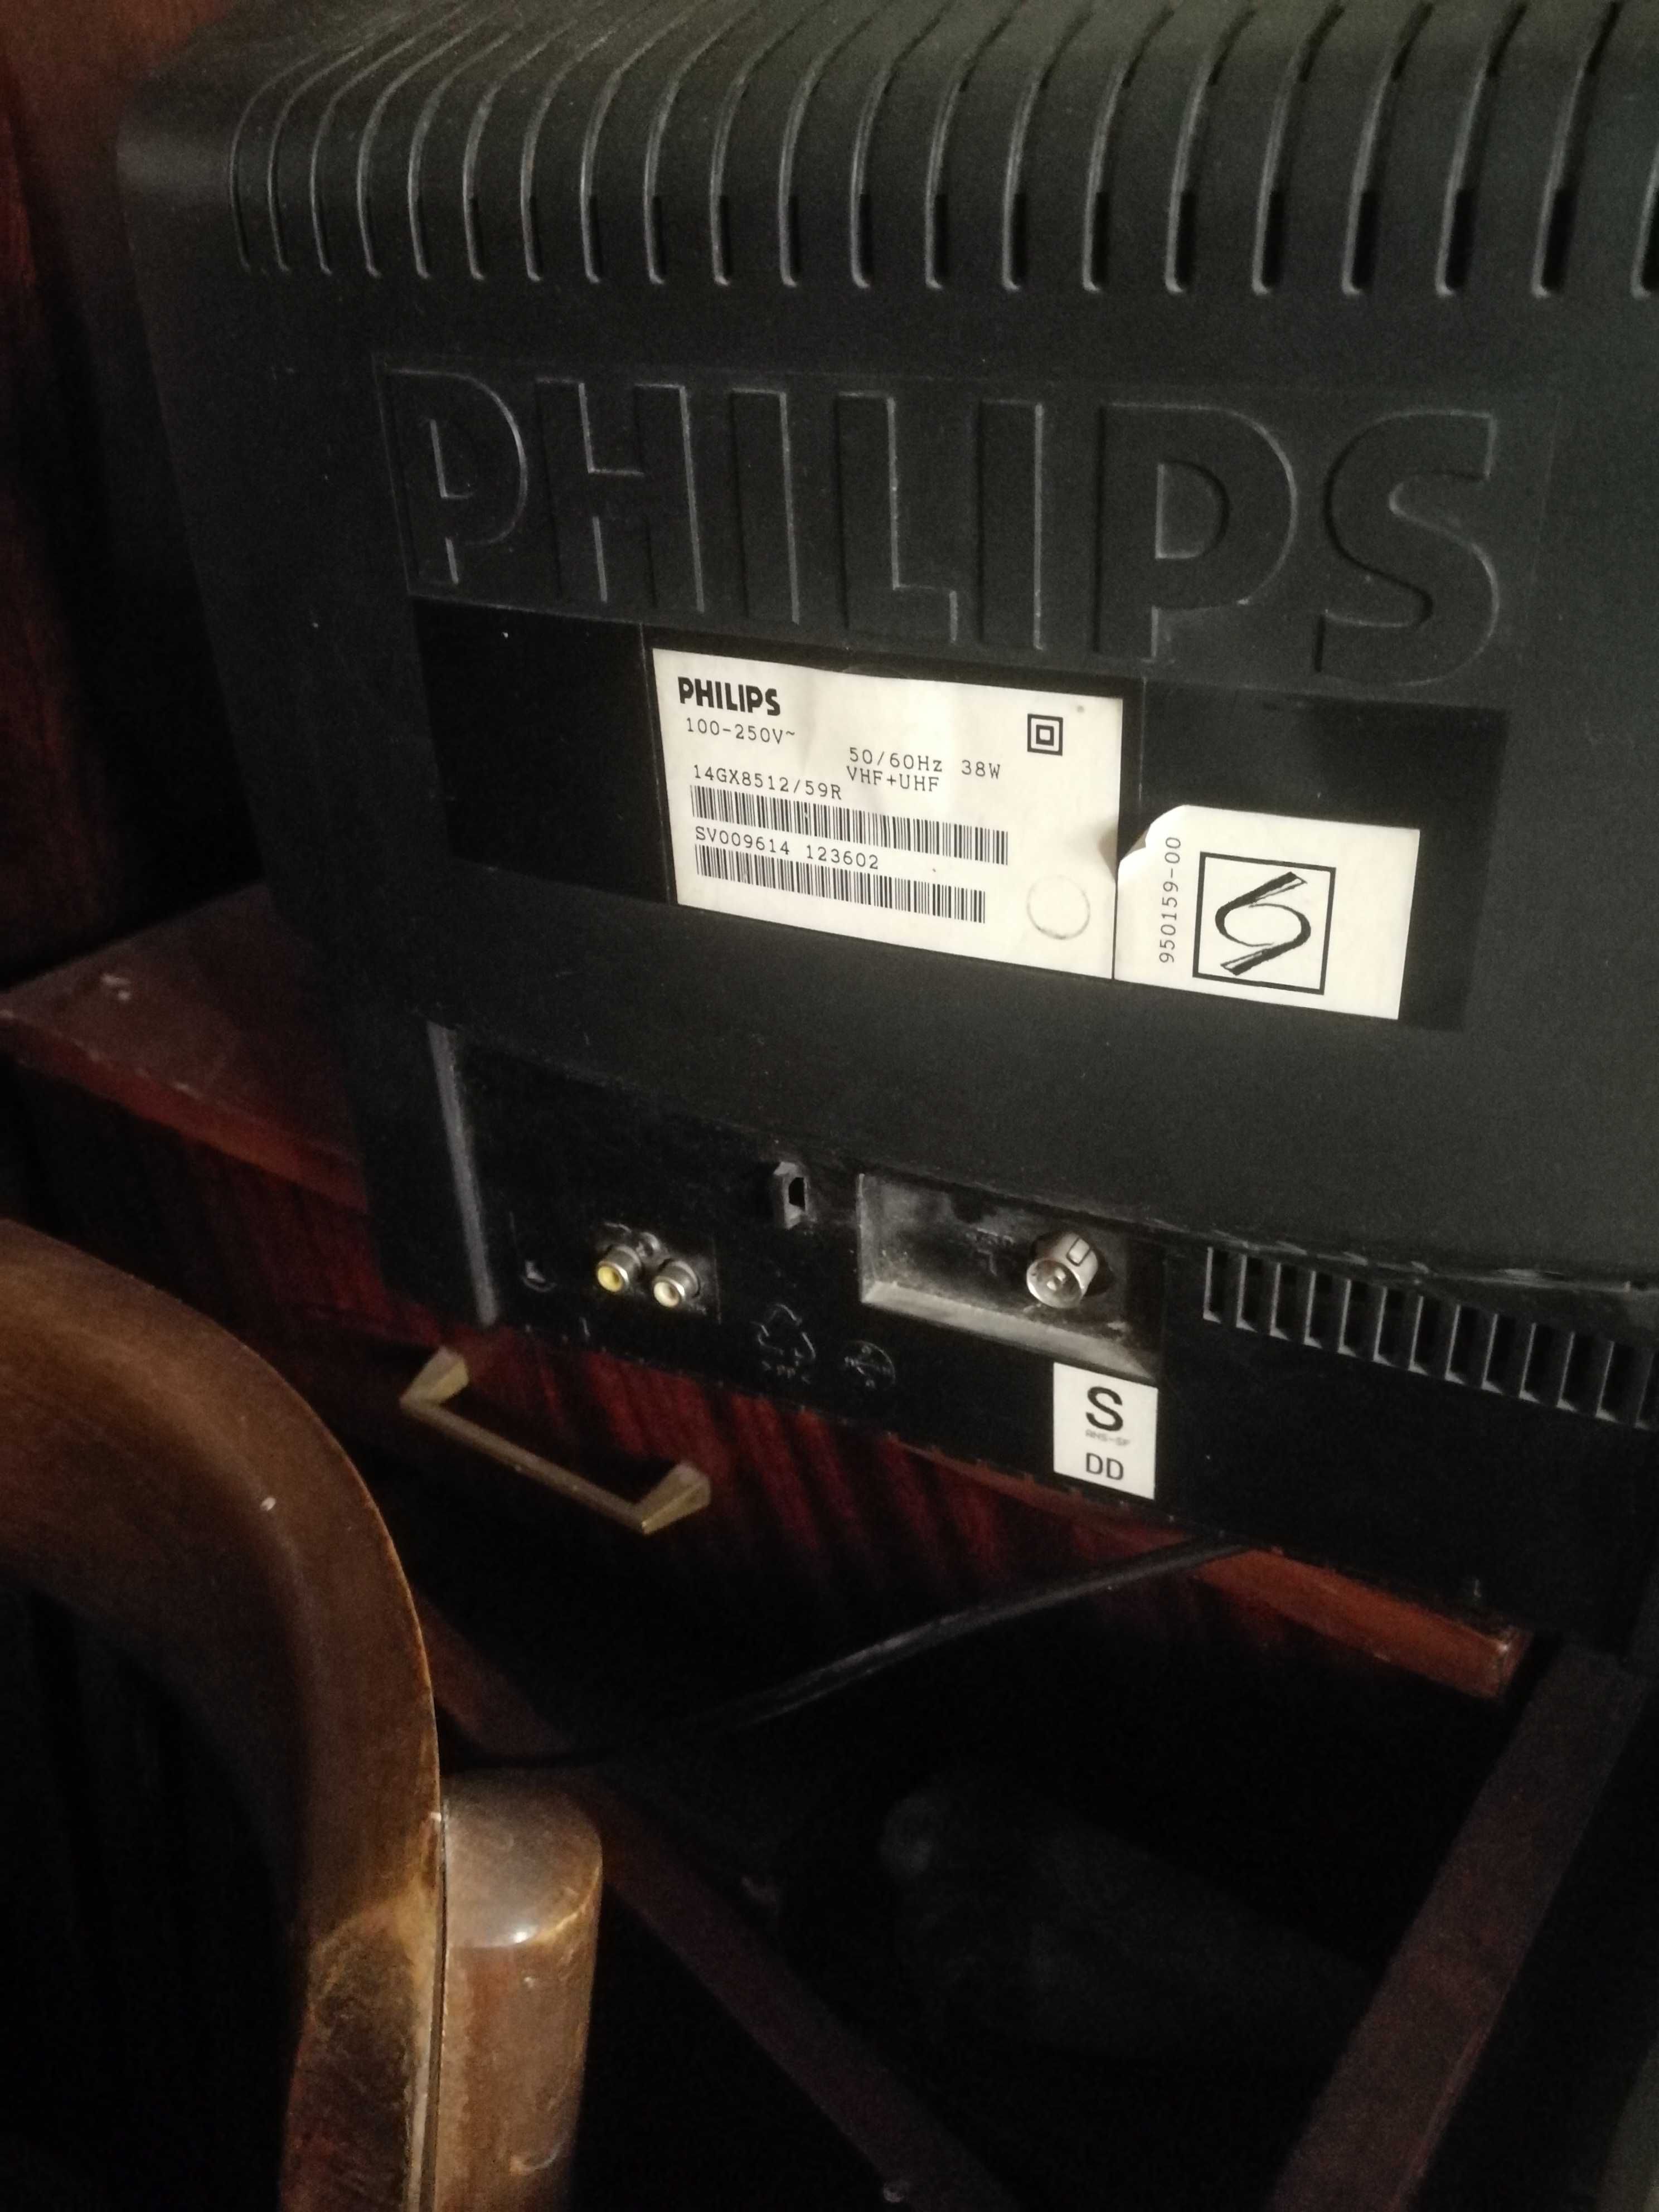 PHILIPS
PHILIPS
100-250V~
50/60Hz 38W
VHF+UHF
14GX8512/59R
SV009614 123602
950159-00
S
DD